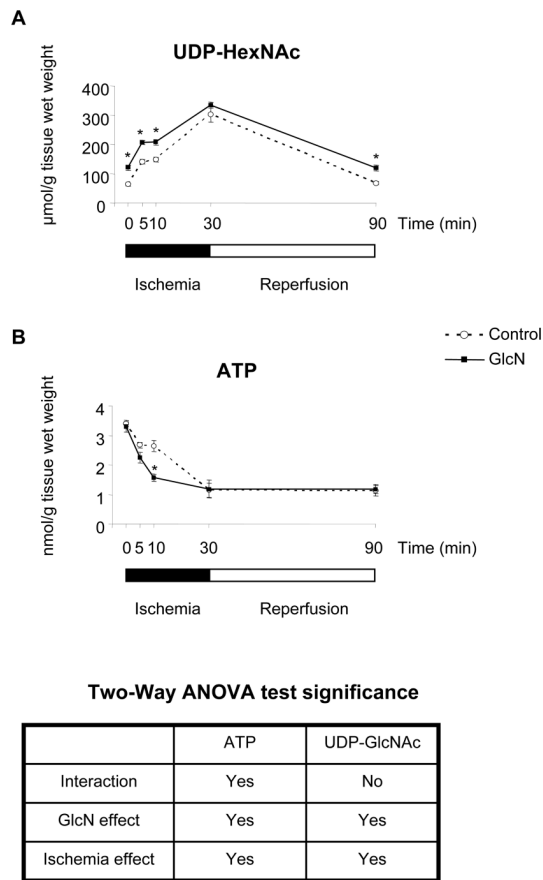 A
UDP-HexNAc
μmol/g tissue wet weight
400
300
200
100
0
* * * *
0 5 10 30 90 Time (min)
Ischemia Reperfusion
Control
GlcN
B
ATP
nmol/g tissue wet weight
4
3
2
1
0
*
0 5 10 30 90 Time (min)
Ischemia Reperfusion
Two-Way ANOVA test significance
ATP UDP-GlcNAc
Interaction Yes No
GlcN effect Yes Yes
Ischemia effect Yes Yes